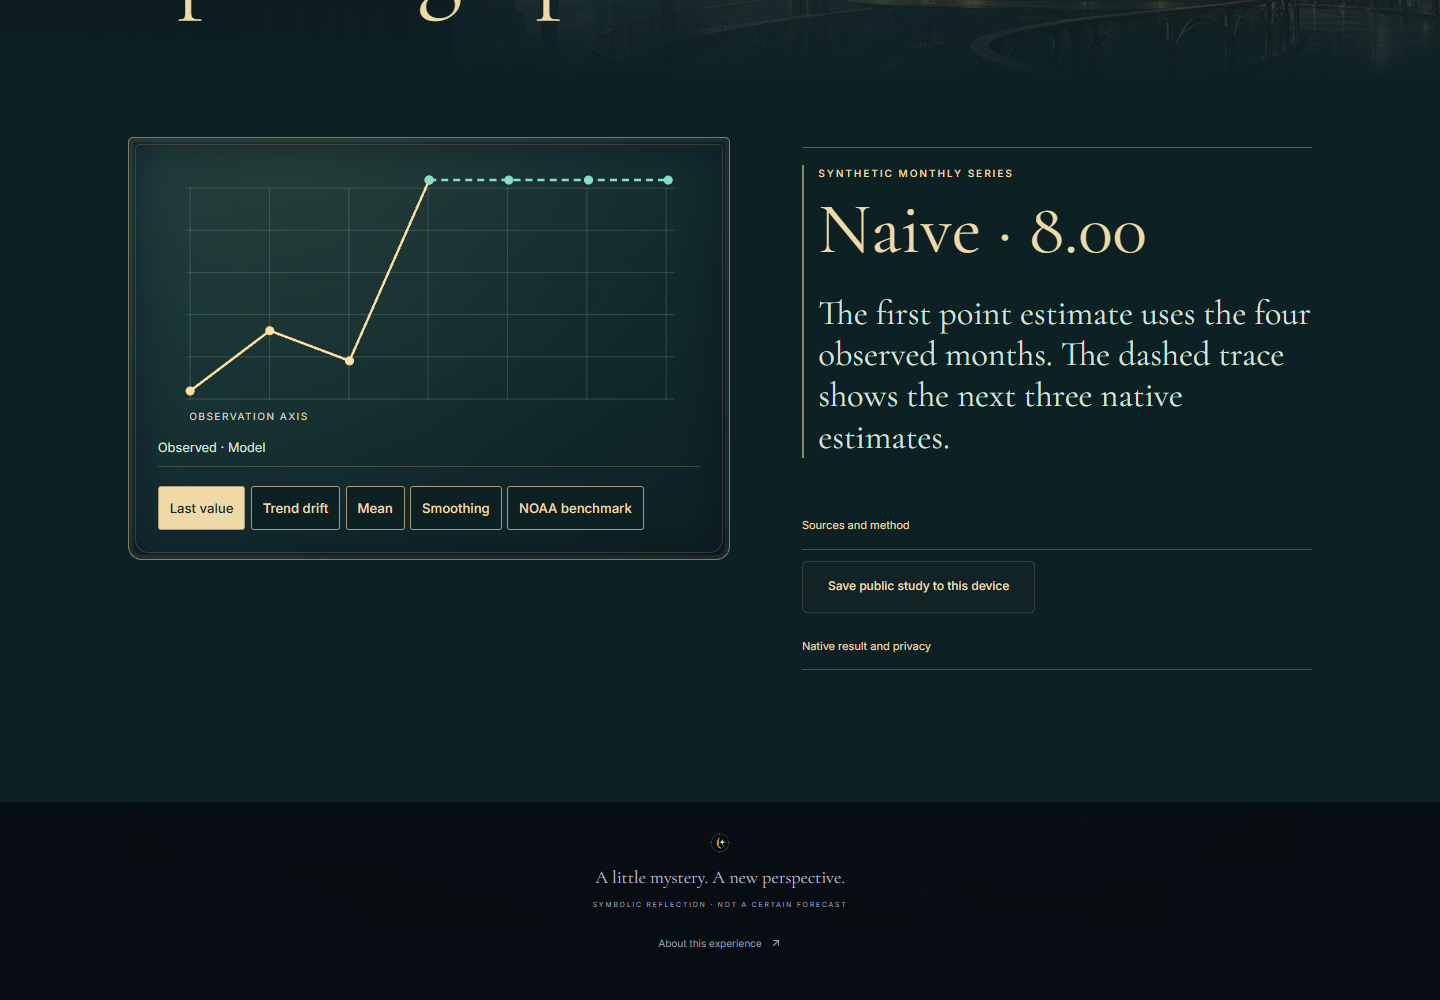 OBSERVATION AXIS
Observed · Model
Last value
Trend drift
Mean
Smoothing
NOAA benchmark
SYNTHETIC MONTHLY SERIES
Naive · 8.00
The first point estimate uses the four
observed months. The dashed trace
shows the next three native
estimates.
Sources and method
Save public study to this device
Native result and privacy
A little mystery. A new perspective.
SYMBOLIC REFLECTION · NOT A CERTAIN FORECAST
About this experience